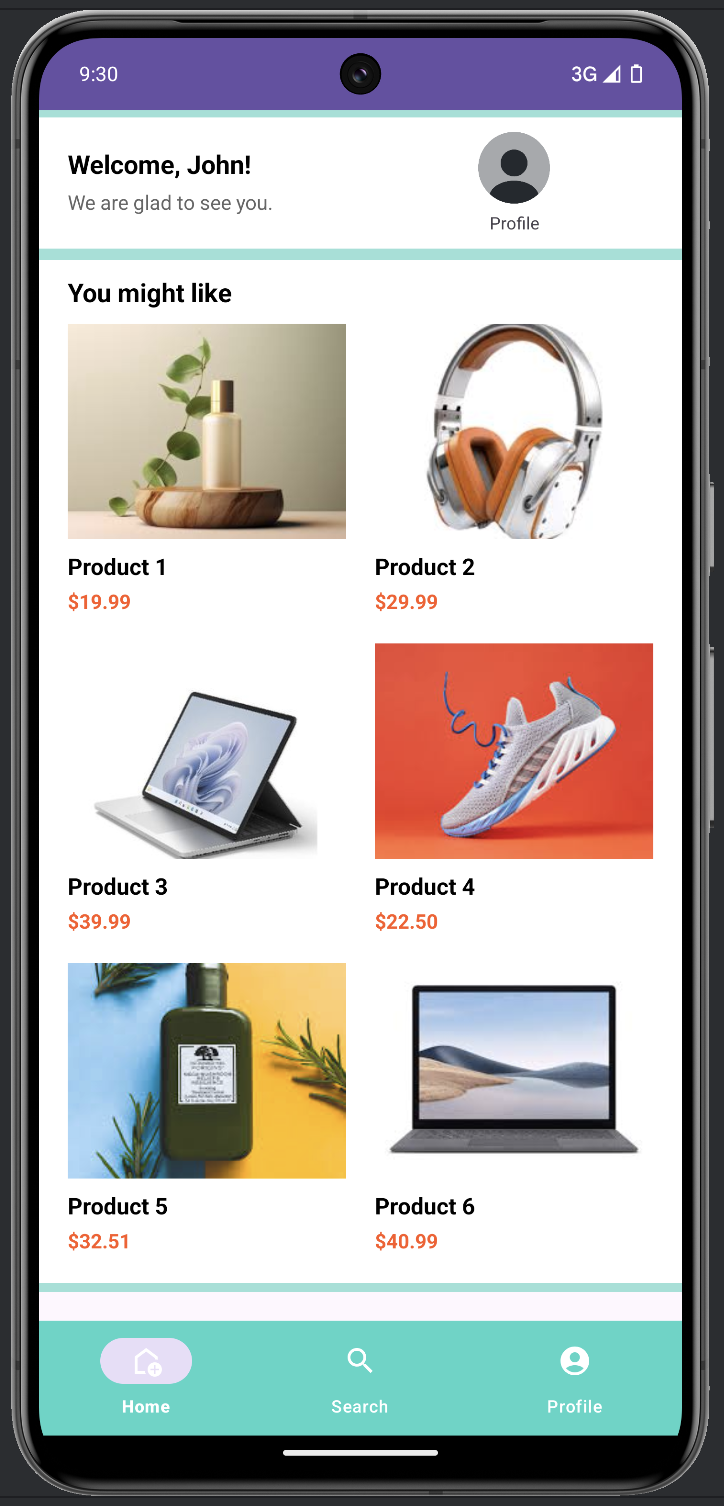 9:30 3G
Welcome, John!
We are glad to see you.
Profile
You might like
Product 1
$19.99
Product 2
$29.99
Product 3
$39.99
Product 4
$22.50
Product 5
$32.51
Product 6
$40.99
Home
Search
Profile